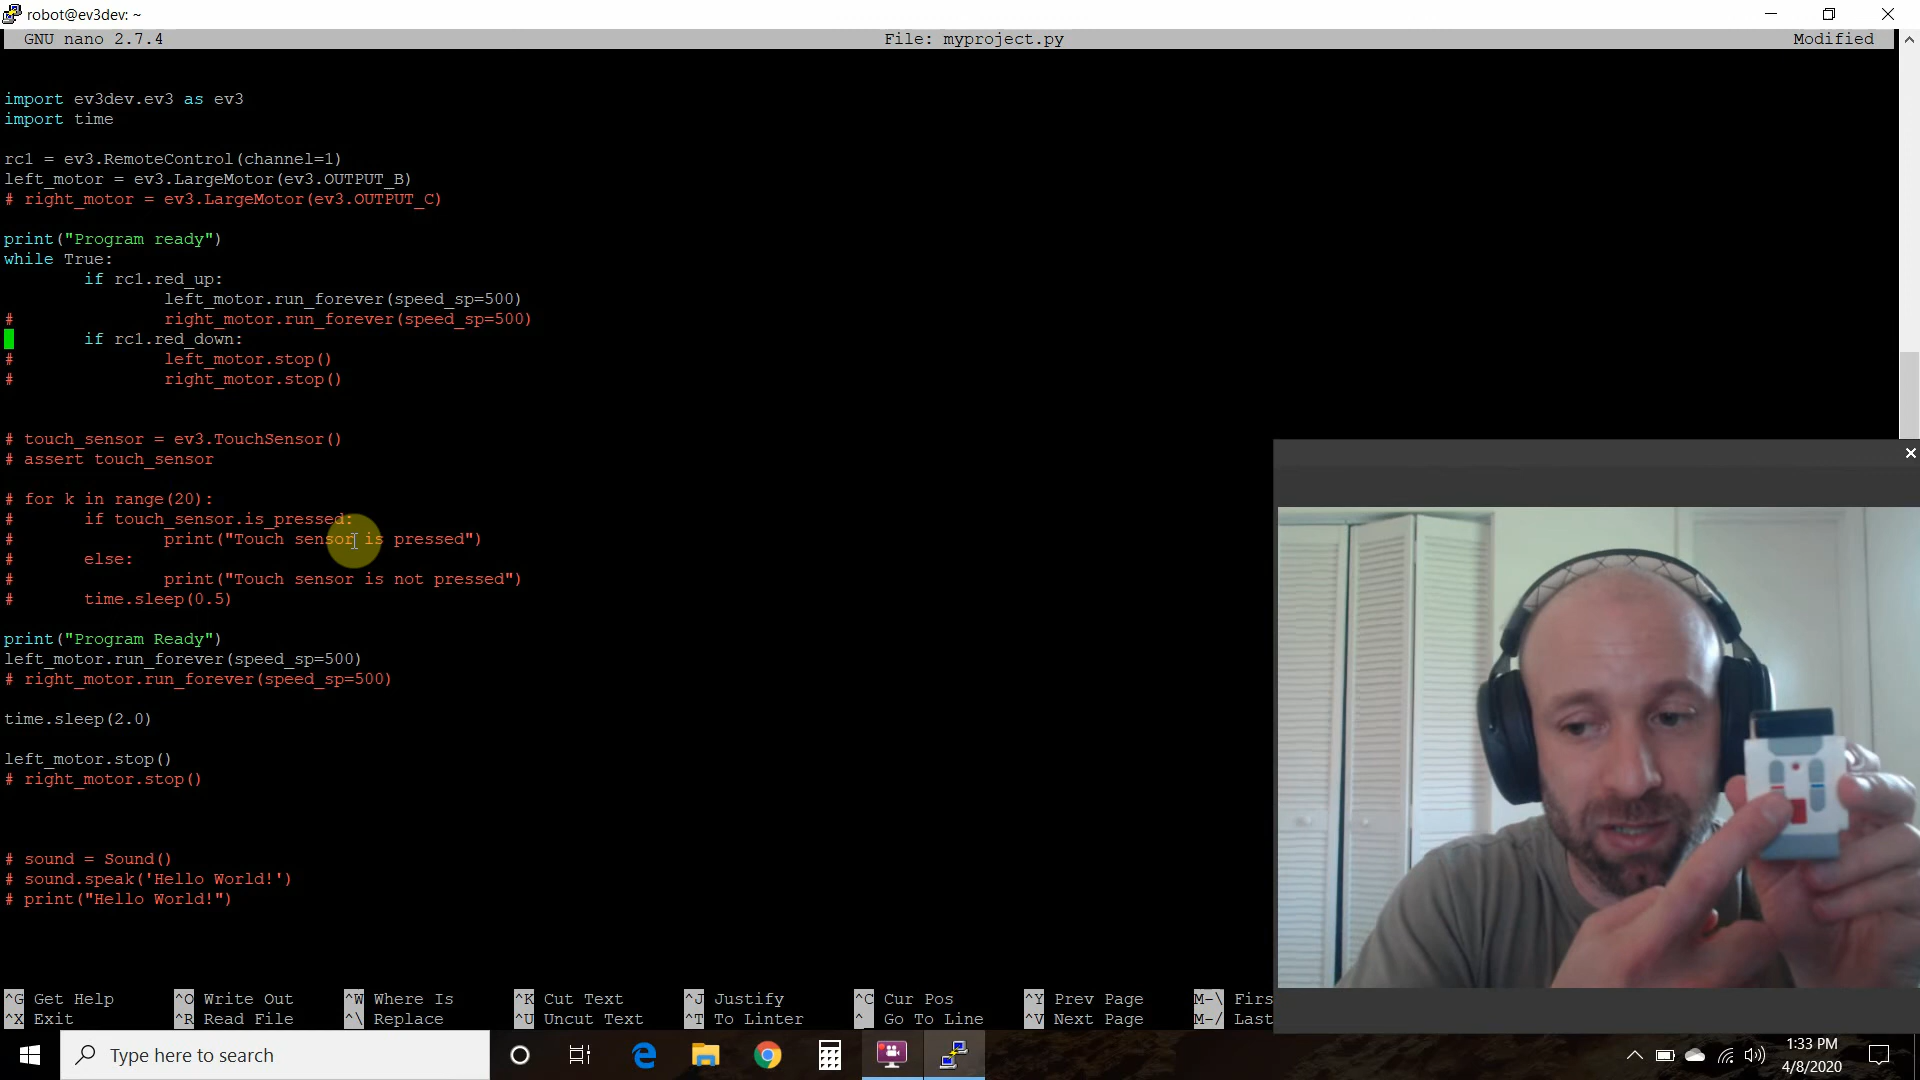 robot@ev3dev: ~
GNU nano 2.7.4 File: myproject.py Modified
import ev3dev.ev3 as ev3
import time
rc1 = ev3.RemoteControl(channel=1)
left_motor = ev3.LargeMotor(ev3.OUTPUT_B)
# right_motor = ev3.LargeMotor(ev3.OUTPUT_C)
print("Program ready")
while True:
        if rc1.red_up:
                left_motor.run_forever(speed_sp=500)
#               right_motor.run_forever(speed_sp=500)
        if rc1.red_down:
#               left_motor.stop()
#               right_motor.stop()
# touch_sensor = ev3.TouchSensor()
# assert touch_sensor
# for k in range(20):
#       if touch_sensor.is_pressed:
#               print("Touch sensor is pressed")
#       else:
#               print("Touch sensor is not pressed")
#       time.sleep(0.5)
print("Program Ready")
left_motor.run_forever(speed_sp=500)
# right_motor.run_forever(speed_sp=500)
time.sleep(2.0)
left_motor.stop()
# right_motor.stop()
# sound = Sound()
# sound.speak('Hello World!')
# print("Hello World!")
^G Get Help ^O Write Out ^W Where Is ^K Cut Text ^J Justify ^C Cur Pos ^Y Prev Page M-\ Firs
^X Exit ^R Read File ^\ Replace ^U Uncut Text ^T To Linter ^_ Go To Line ^V Next Page M-/ Last
Type here to search
1:33 PM
4/8/2020